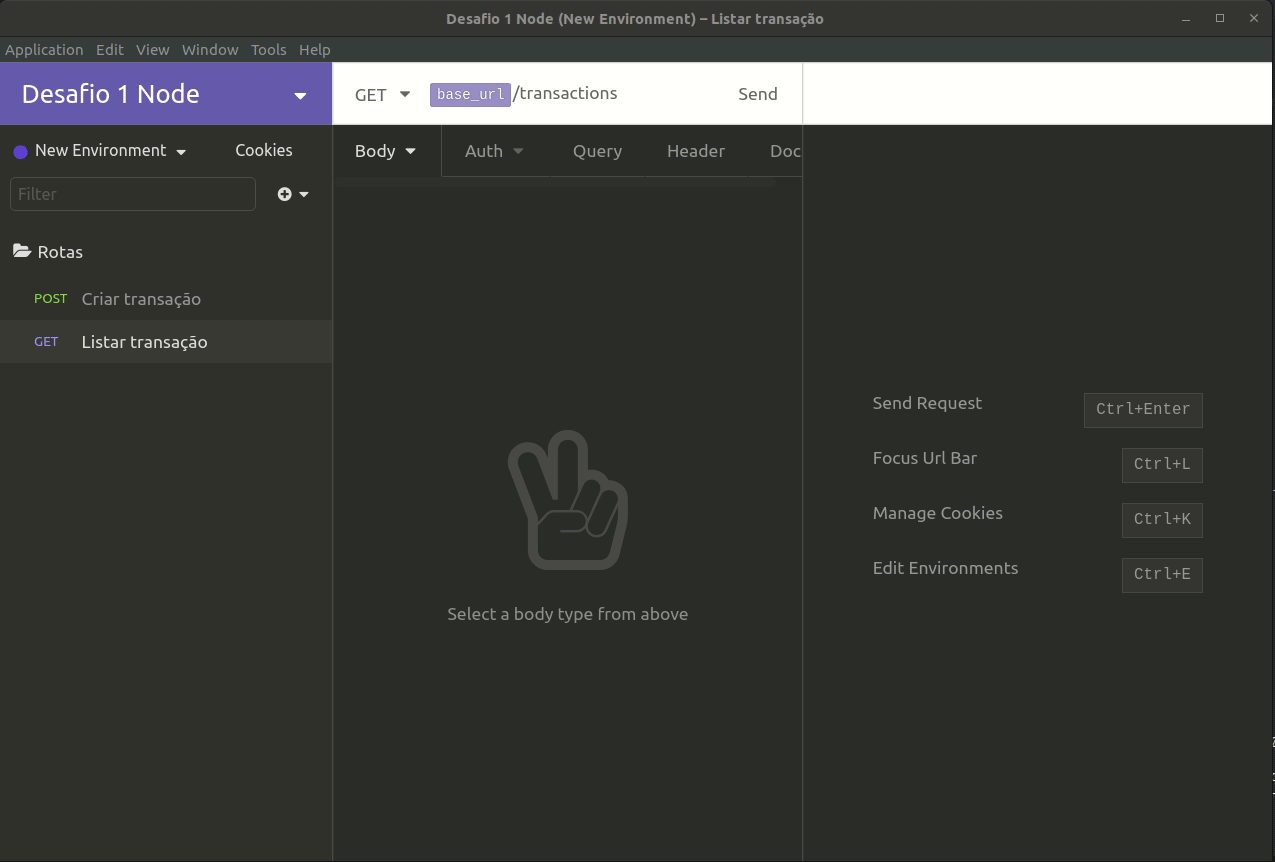 Desafio 1 Node (New Environment) – Listar transação
Application Edit View Window Tools Help
Desafio 1 Node
GET base_url/transactions Send
New Environment Cookies
Body Auth Query Header Doc
Filter
Rotas
POST Criar transação
GET Listar transação
Send Request Ctrl+Enter
Focus Url Bar Ctrl+L
Manage Cookies Ctrl+K
Edit Environments Ctrl+E
Select a body type from above